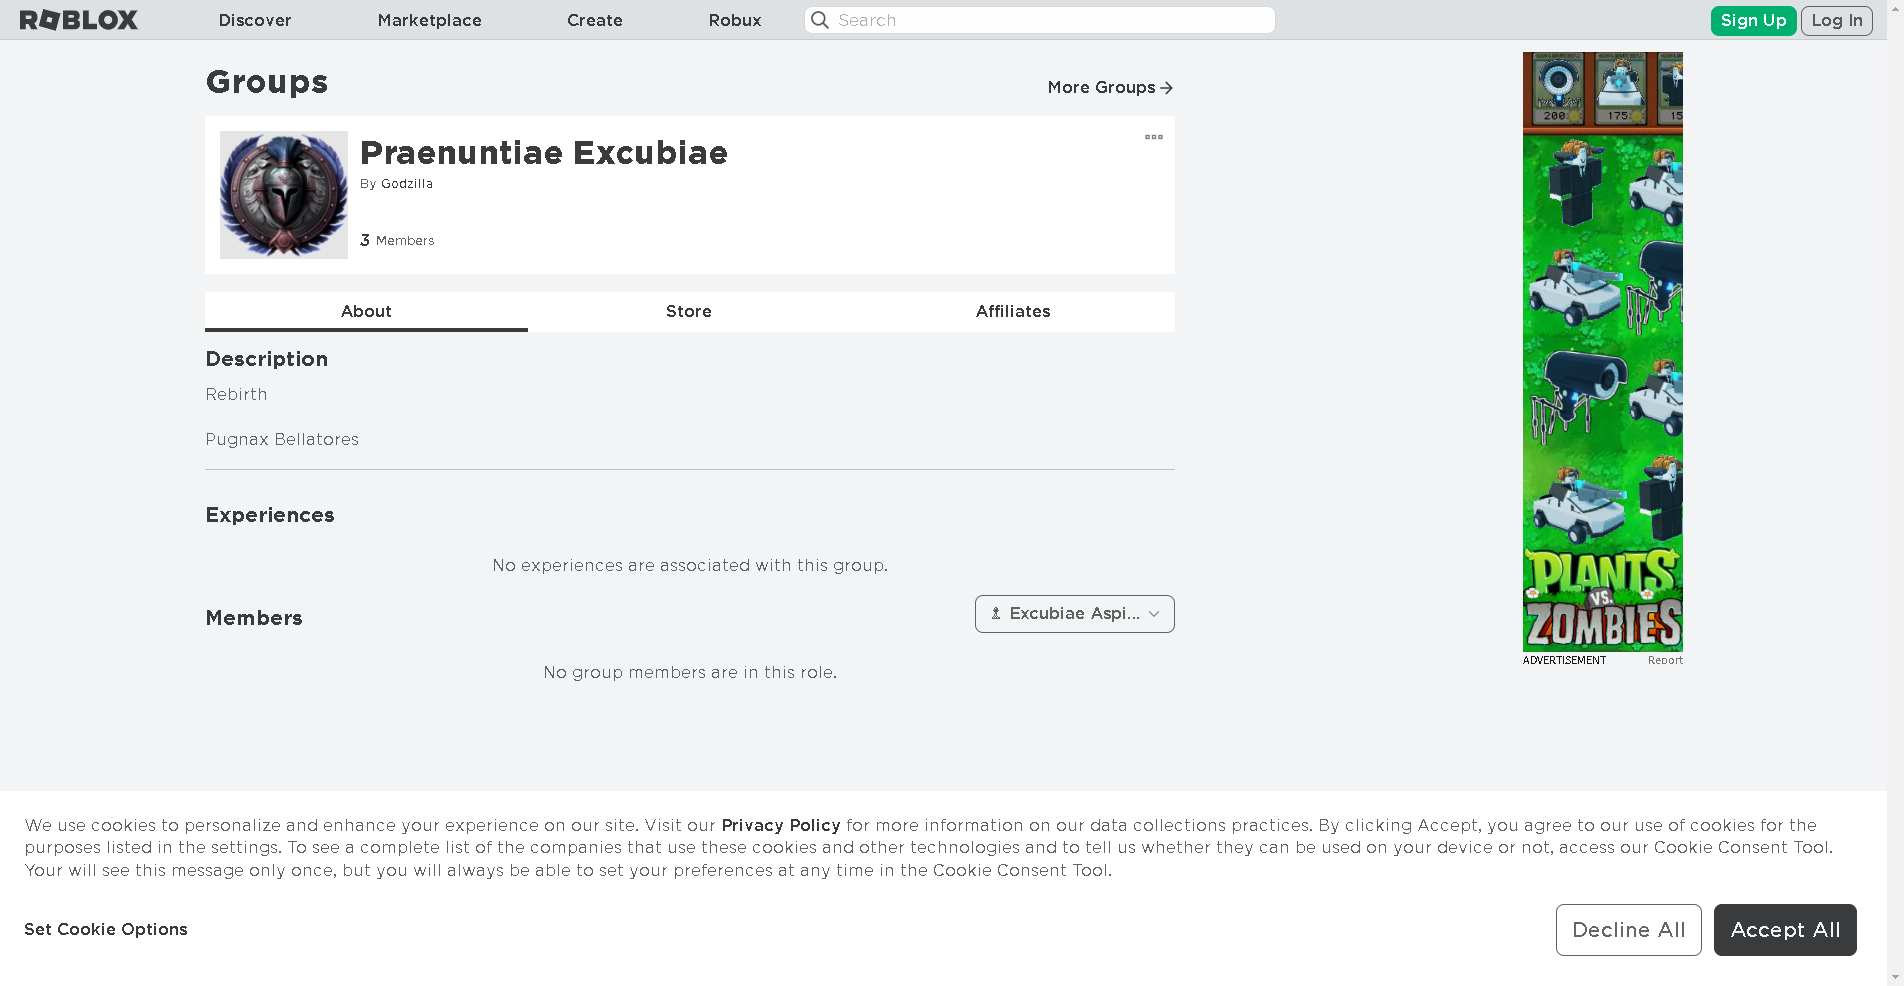 ROBLOX
Discover
Marketplace
Create
Robux
Search
Sign Up
Log In
Groups
More Groups
Praenuntiae Excubiae
By Godzilla
3 Members
About
Store
Affiliates
Description
Rebirth
Pugnax Bellatores
Experiences
No experiences are associated with this group.
Members
Excubiae Aspi...
No group members are in this role.
200
175
15
PLANTS
VS.
ZOMBIES
ADVERTISEMENT
Report
We use cookies to personalize and enhance your experience on our site. Visit our Privacy Policy for more information on our data collections practices. By clicking Accept, you agree to our use of cookies for the
purposes listed in the settings. To see a complete list of the companies that use these cookies and other technologies and to tell us whether they can be used on your device or not, access our Cookie Consent Tool.
Your will see this message only once, but you will always be able to set your preferences at any time in the Cookie Consent Tool.
Set Cookie Options
Decline All
Accept All